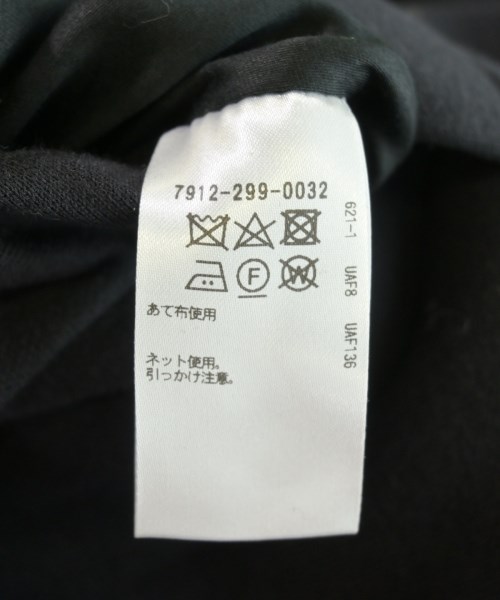 7912-299-0032
F
W
あて布使用
ネット使用。
引っかけ注意。
621-1 UAF8 UAF136